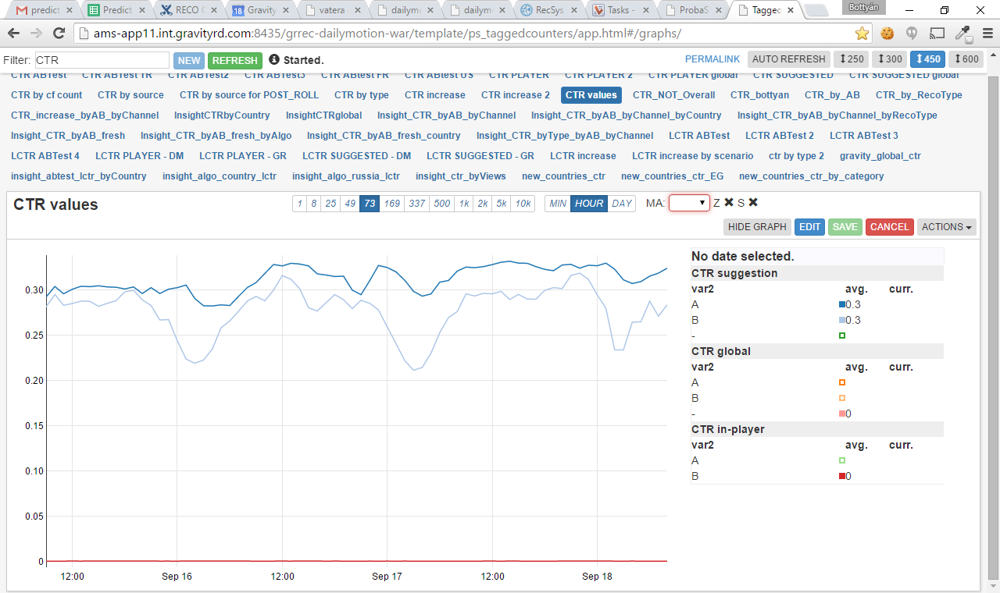 Bottyán
predict
Predict
RECO C
Gravity
vatera
dailym
dailym
RecSys
Tasks -
ProbaS
Tagged
ams-app11.int.gravityrd.com:8435/grrec-dailymotion-war/template/ps_taggedcounters/app.html#/graphs/
Filter: CTR NEW REFRESH Started. PERMALINK AUTO REFRESH 250 300 450 600
CTR ABTest CTR ABTest TR CTR ABTest2 CTR ABTest3 CTR ABTest FR CTR ABtest US CTR PLAYER CTR PLAYER 2 CTR PLAYER global CTR SUGGESTED CTR SUGGESTED global
CTR by cf count CTR by source CTR by source for POST_ROLL CTR by type CTR increase CTR increase 2 CTR values CTR_NOT_Overall CTR_bottyan CTR_by_AB CTR_by_RecoType
CTR_increase_byAB_byChannel InsightCTRbyCountry InsightCTRglobal Insight_CTR_byAB_byChannel Insight_CTR_byAB_byChannel_byCountry Insight_CTR_byAB_byChannel_byRecoType
Insight_CTR_byAB_fresh Insight_CTR_byAB_fresh_byAlgo Insight_CTR_byAB_fresh_country Insight_CTR_byType_byAB_byChannel LCTR ABTest LCTR ABTest 2 LCTR ABTest 3
LCTR ABTest 4 LCTR PLAYER - DM LCTR PLAYER - GR LCTR SUGGESTED - DM LCTR SUGGESTED - GR LCTR increase LCTR increase by scenario ctr by type 2 gravity_global_ctr
insight_abtest_lctr_byCountry insight_algo_country_lctr insight_algo_russia_lctr insight_ctr_byViews new_countries_ctr new_countries_ctr_EG new_countries_ctr_by_category
CTR values 1 8 25 49 73 169 337 500 1k 2k 5k 10k MIN HOUR DAY MA: Z ✖ S ✖
HIDE GRAPH EDIT SAVE CANCEL ACTIONS
No date selected.
CTR suggestion
var2 avg. curr.
A 0.3
B 0.3
-
CTR global
var2 avg. curr.
A
B
- 0
CTR in-player
var2 avg. curr.
A
B 0
0.30
0.25
0.20
0.15
0.10
0.05
0
12:00 Sep 16 12:00 Sep 17 12:00 Sep 18